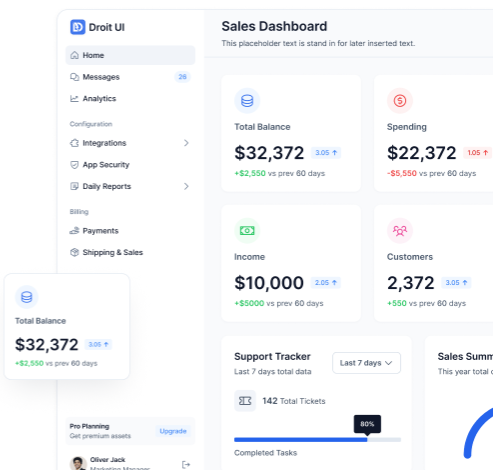 Droit UI
Home
Messages 26
Analytics
Configuration
Integrations
App Security
Daily Reports
Billing
Payments
Shipping & Sales
Total Balance
$32,372 3.05 ↑
+$2,550 vs prev 60 days
Pro Planning
Get premium assets
Upgrade
Oliver Jack
Marketing Manager
Sales Dashboard
This placeholder text is stand in for later inserted text.
Total Balance
$32,372 3.05 ↑
+$2,550 vs prev 60 days
Spending
$22,372 1.05 ↑
-$5,550 vs prev 60 days
Income
$10,000 2.05 ↑
+$5000 vs prev 60 days
Customers
2,372 3.05 ↑
+550 vs prev 60 days
Support Tracker
Last 7 days total data
Last 7 days
142 Total Tickets
80%
Completed Tasks
Sales Summ
This year total